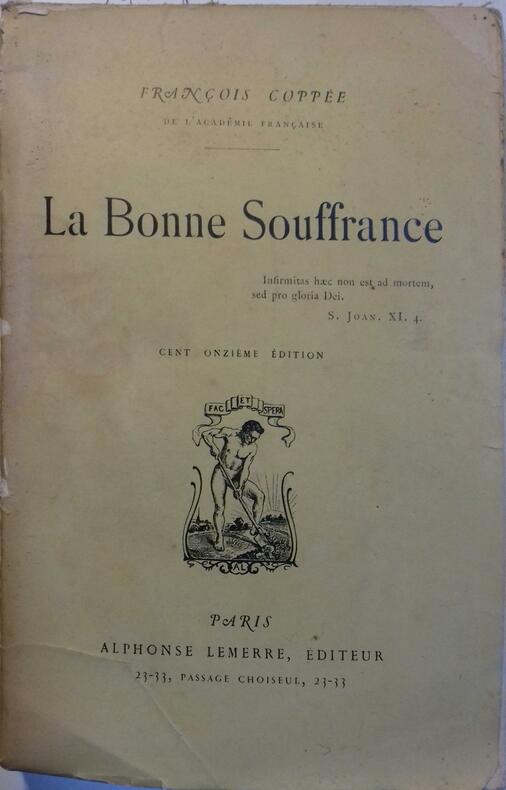 FRANÇOIS COPPÉE
DE L'ACADÉMIE FRANÇAISE
La Bonne Souffrance
Infirmitas hæc non est ad mortem,
sed pro gloria Dei.
S. JOAN. XI. 4.
CENT ONZIÈME ÉDITION
FAC ET SPERA
AL
PARIS
ALPHONSE LEMERRE, ÉDITEUR
23-33, PASSAGE CHOISEUL, 23-33